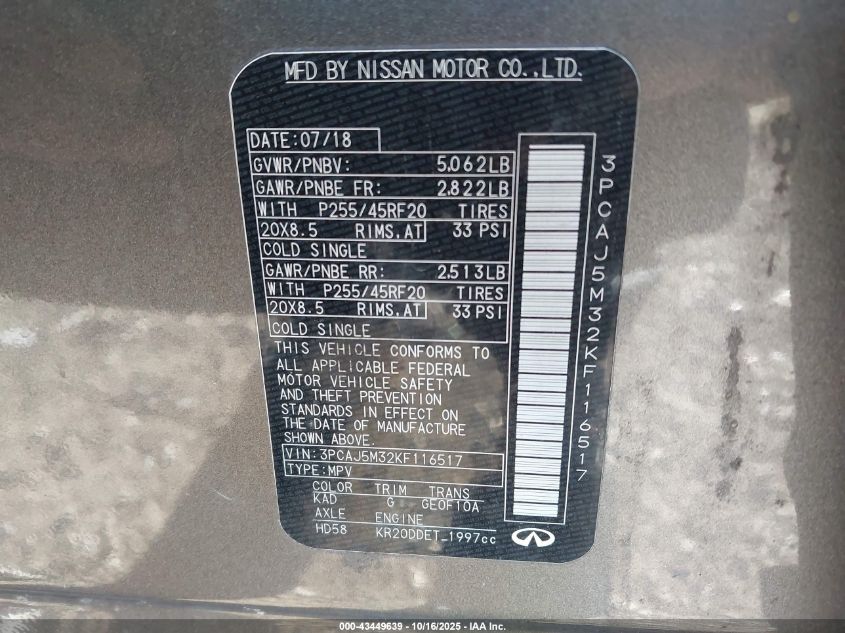 MFD BY NISSAN MOTOR CO.,LTD.
DATE:07/18
GVWR/PNBV: 5.062LB
GAWR/PNBE FR: 2.822LB
WITH P255/45RF20 TIRES
20X8.5 RIMS.AT 33 PSI
COLD SINGLE
GAWR/PNBE RR: 2.513LB
WITH P255/45RF20 TIRES
20X8.5 RIMS.AT 33 PSI
COLD SINGLE
THIS VEHICLE CONFORMS TO
ALL APPLICABLE FEDERAL
MOTOR VEHICLE SAFETY
AND THEFT PREVENTION
STANDARDS IN EFFECT ON
THE DATE OF MANUFACTURE
SHOWN ABOVE.
VIN:3PCAJ5M32KF116517
TYPE:MPV
COLOR TRIM TRANS
KAD G GE0F10A
AXLE ENGINE
HD58 KR20DDET_1997cc
3PCAJ5M32KF116517
000-43449639 - 10/16/2025 - IAA Inc.